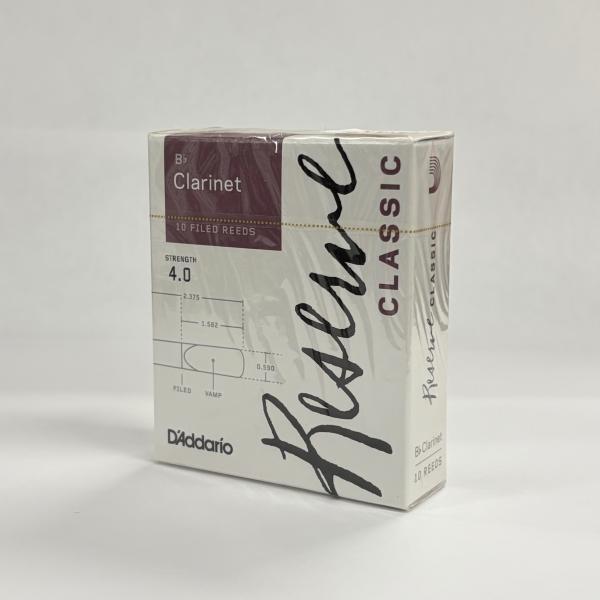 B♭
Clarinet
10 FILED REEDS
STRENGTH
4.0
2.375
1.582
0.590
FILED
VAMP
D'Addario
Reserve
CLASSIC
Reserve CLASSIC
B♭ Clarinet
10 REEDS